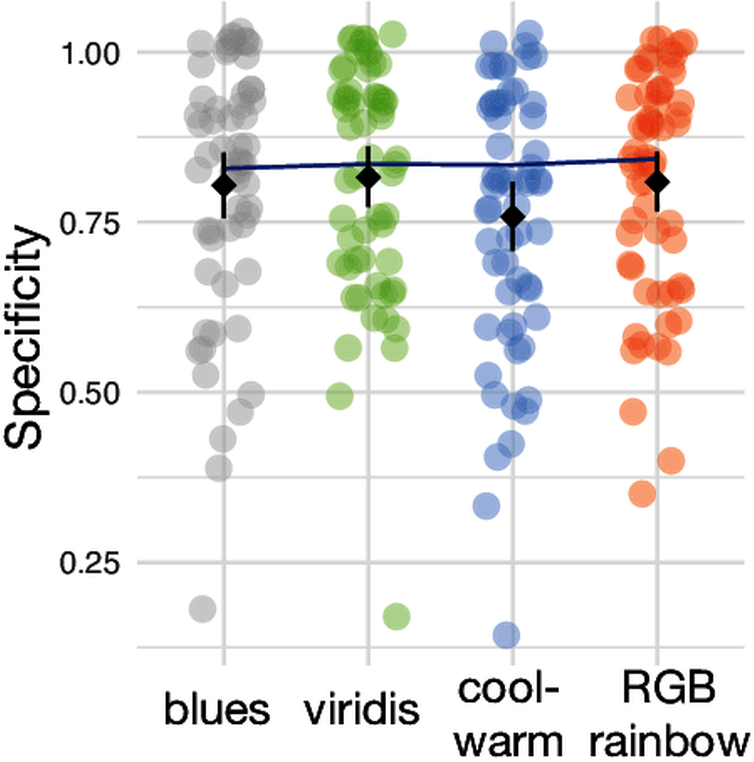 Specificity
1.00
0.75
0.50
0.25
blues
viridis
cool-
warm
RGB
rainbow